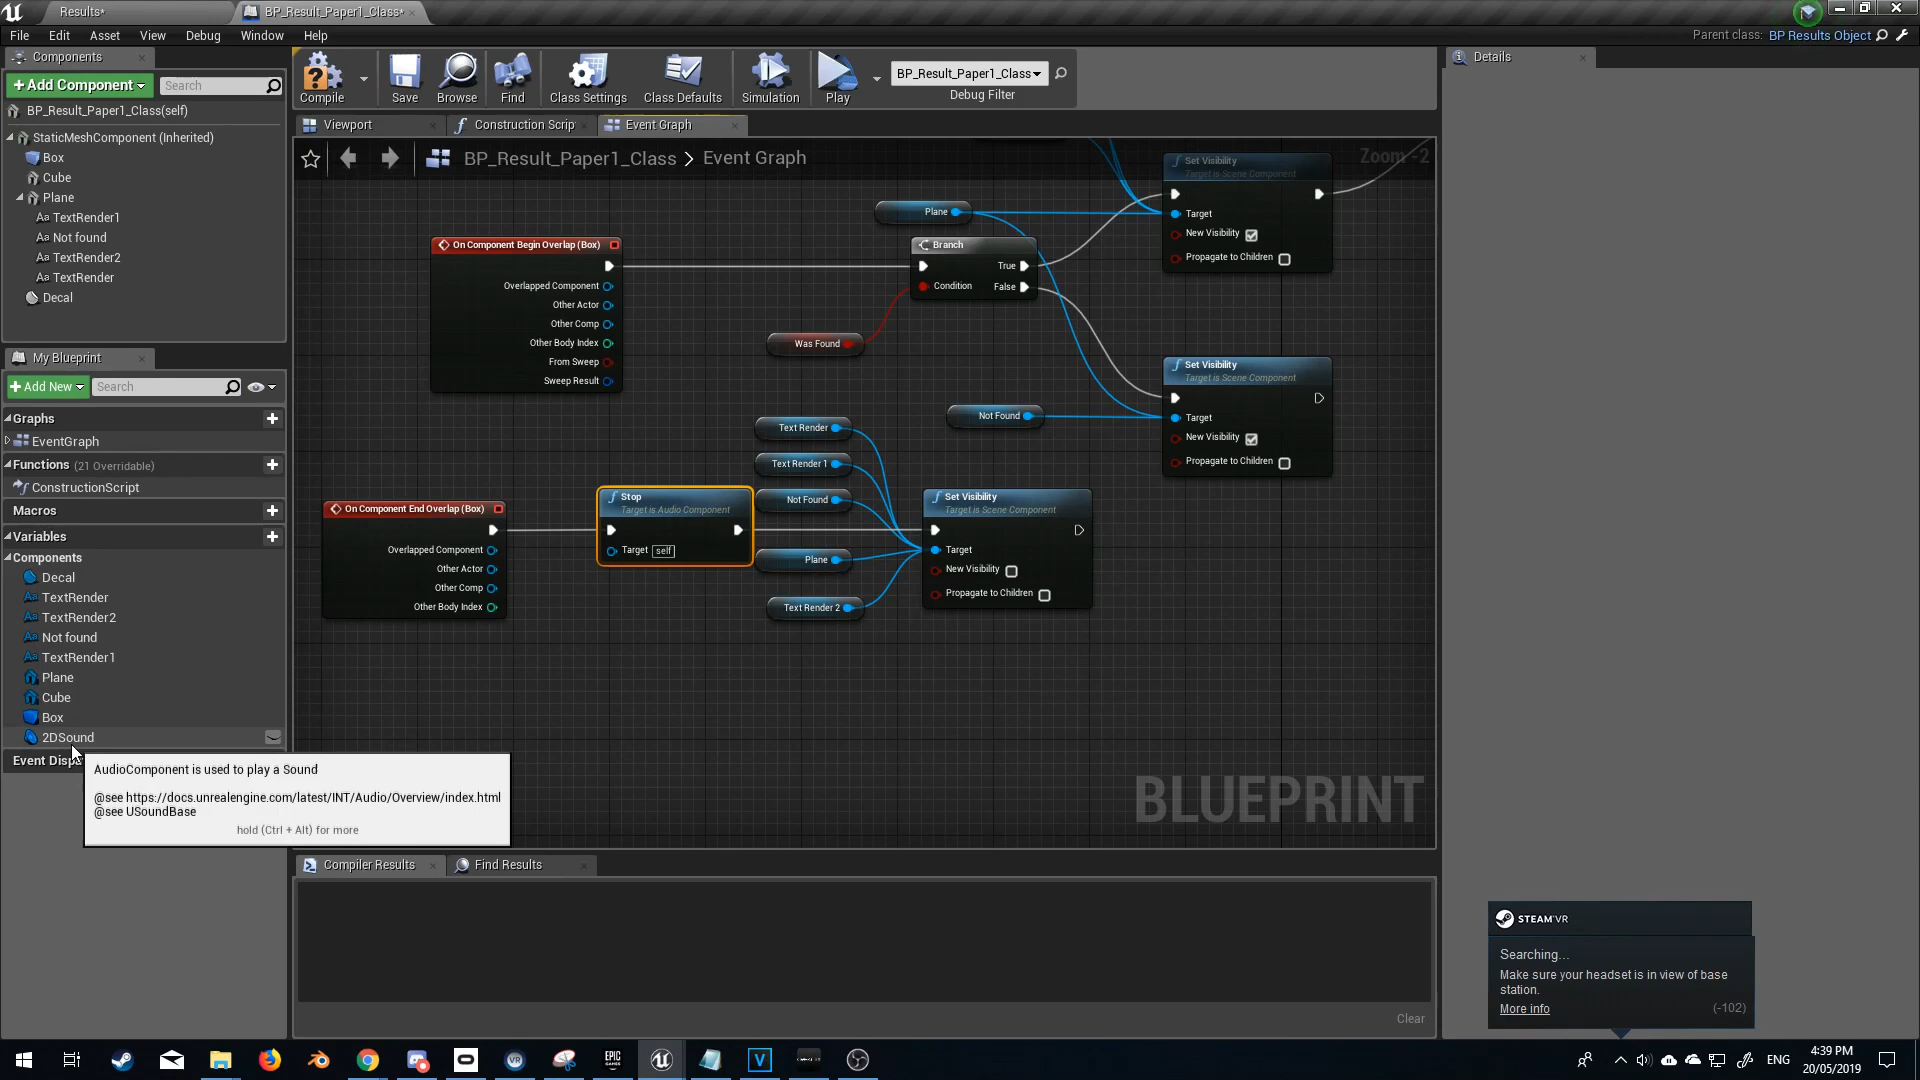 Results*
BP_Result_Paper1_Class*
File Edit Asset View Debug Window Help
Parent class: BP Results Object
Components
+Add Component
Search
BP_Result_Paper1_Class(self)
StaticMeshComponent (Inherited)
Box
Cube
Plane
Aa TextRender1
Aa Not found
Aa TextRender2
Aa TextRender
Decal
My Blueprint
+Add New
Search
Graphs
EventGraph
Functions (21 Overridable)
ConstructionScript
Macros
Variables
Components
Decal
Aa TextRender
Aa TextRender2
Aa Not found
Aa TextRender1
Plane
Cube
Box
2DSound
Event Disp
AudioComponent is used to play a Sound
@see https://docs.unrealengine.com/latest/INT/Audio/Overview/index.html
@see USoundBase
hold (Ctrl + Alt) for more
Compile Save Browse Find Class Settings Class Defaults Simulation Play
BP_Result_Paper1_Class
Debug Filter
Viewport
Construction Scrip
Event Graph
BP_Result_Paper1_Class > Event Graph
Zoom -2
On Component Begin Overlap (Box)
Overlapped Component
Other Actor
Other Comp
Other Body Index
From Sweep
Sweep Result
Plane
Branch
True
Condition
False
Was Found
Set Visibility
Target is Scene Component
Target
New Visibility
Propagate to Children
Set Visibility
Target is Scene Component
Target
New Visibility
Propagate to Children
Not Found
Text Render
Text Render 1
Not Found
Plane
Text Render 2
On Component End Overlap (Box)
Overlapped Component
Other Actor
Other Comp
Other Body Index
Stop
Target is Audio Component
Target self
Set Visibility
Target is Scene Component
Target
New Visibility
Propagate to Children
BLUEPRINT
Compiler Results
Find Results
Clear
Details
STEAMVR
Searching...
Make sure your headset is in view of base
station.
More info
(-102)
EPIC
GAMES
ENG
4:39 PM
20/05/2019